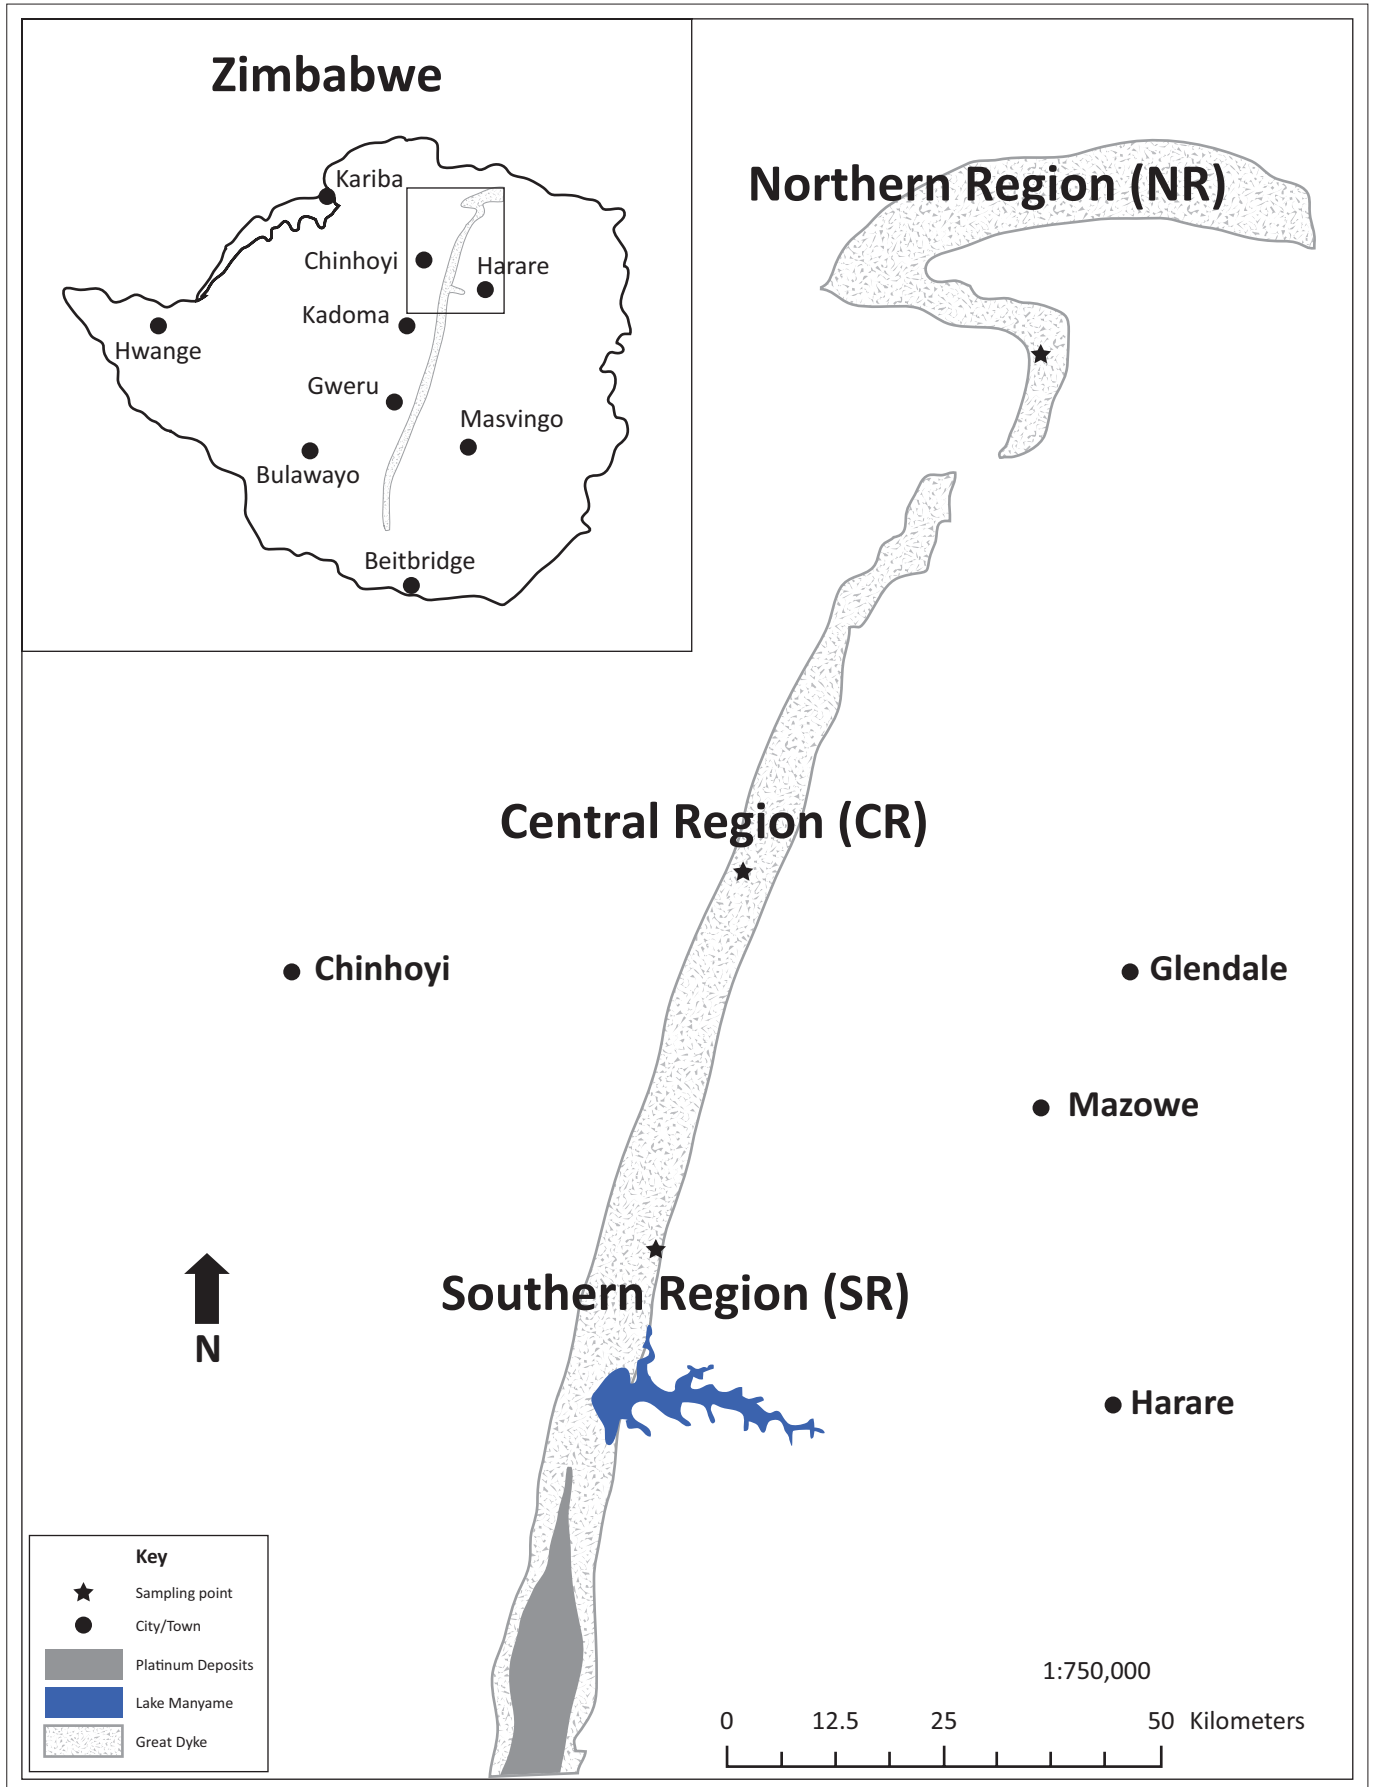 Zimbabwe
Kariba
Chinhoyi
Harare
Kadoma
Hwange
Gweru
Masvingo
Bulawayo
Beitbridge
Northern Region (NR)
Central Region (CR)
Chinhoyi
Glendale
Mazowe
Southern Region (SR)
N
Harare
Key
Sampling point
City/Town
Platinum Deposits
Lake Manyame
Great Dyke
1:750,000
0 12.5 25 50 Kilometers